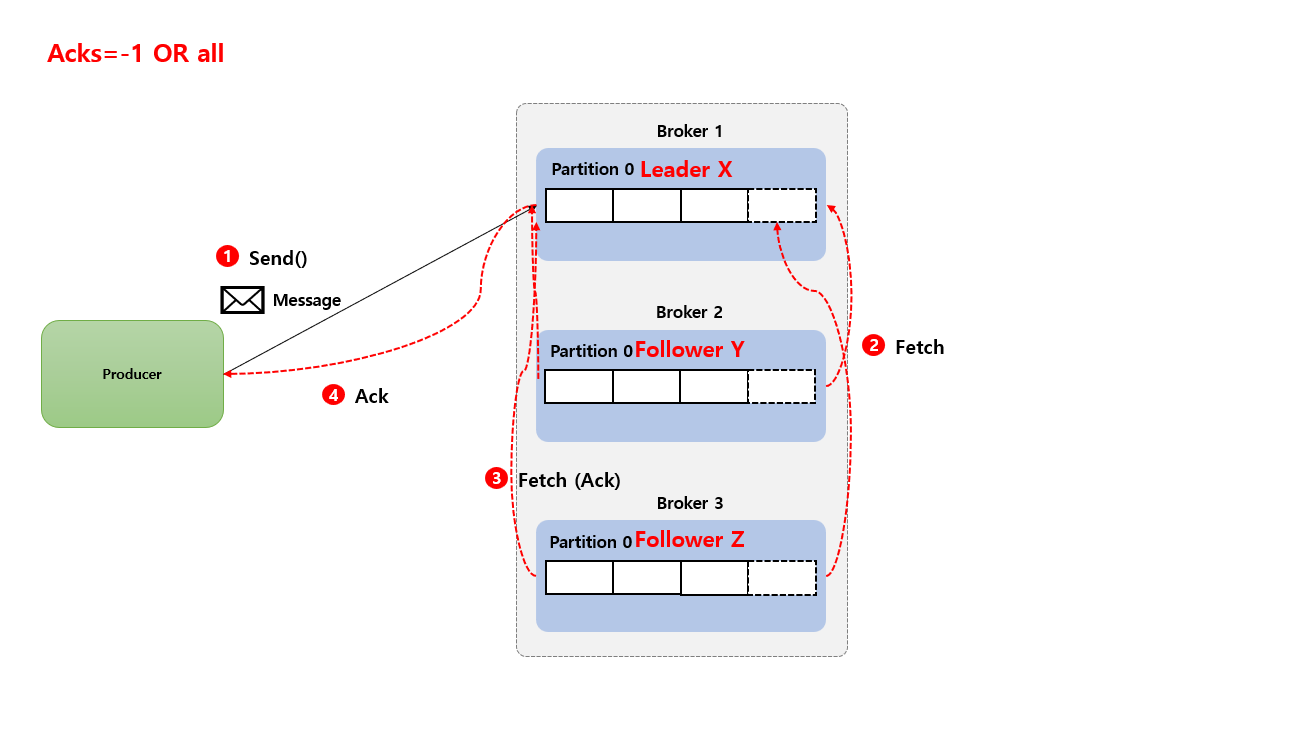 Acks=-1 OR all
Broker 1
Partition 0 Leader X
1 Send()
Message
Broker 2
Partition 0 Follower Y
2 Fetch
Producer
4 Ack
3 Fetch (Ack)
Broker 3
Partition 0 Follower Z